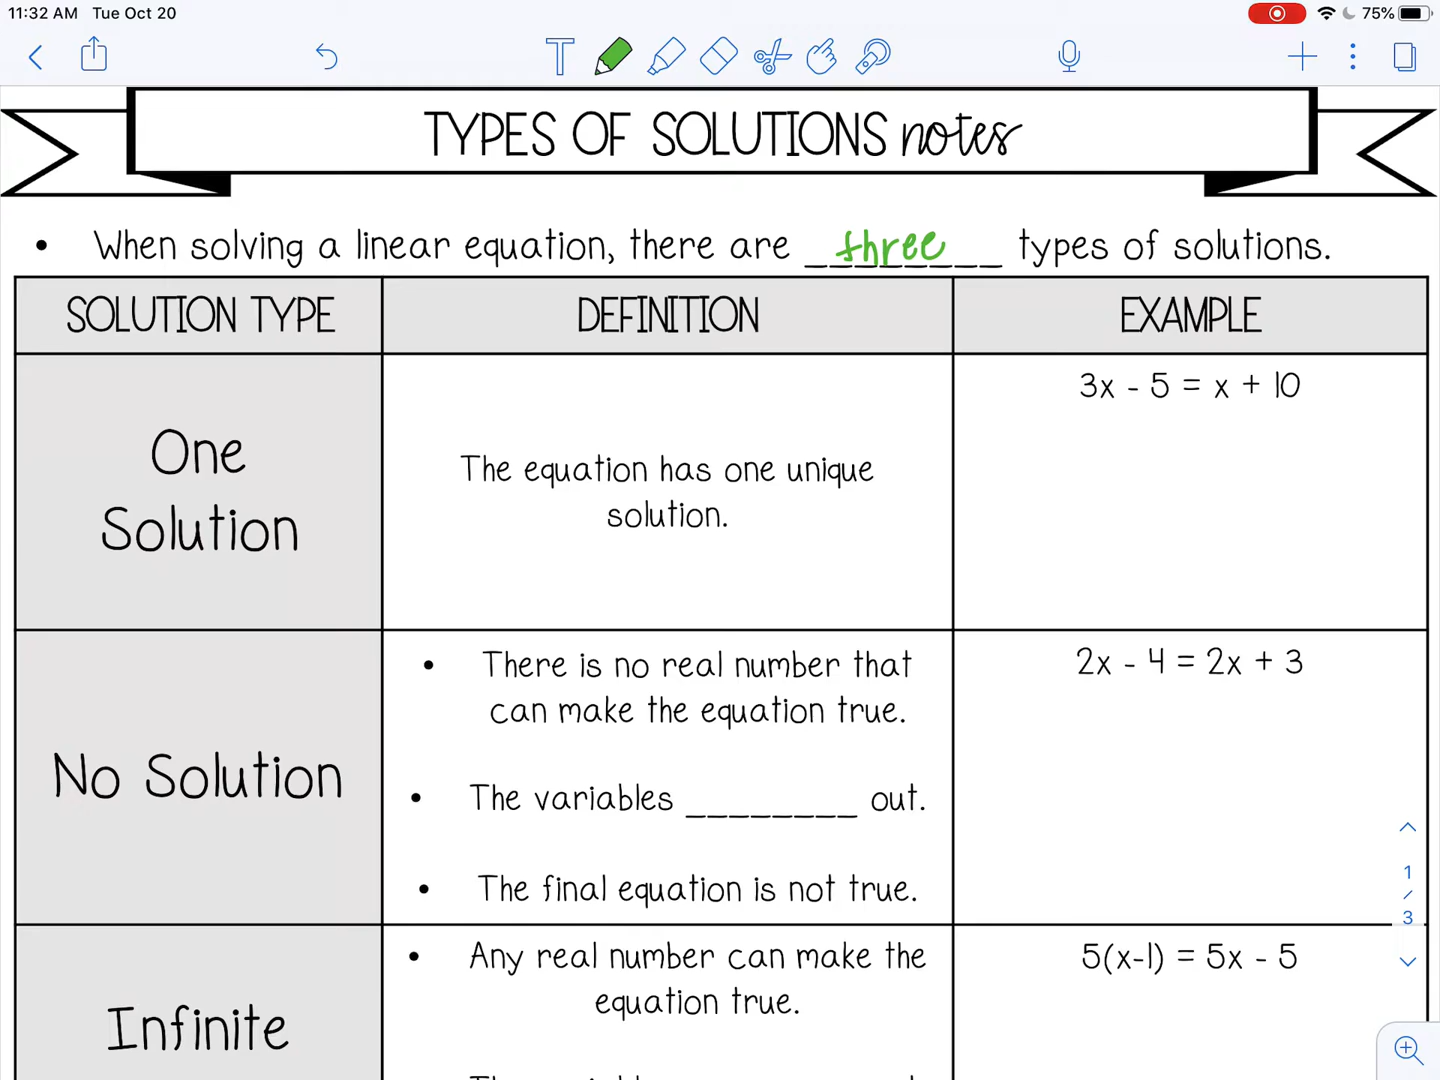 11:32 AM Tue Oct 20
75%
TYPES OF SOLUTIONS notes
• When solving a linear equation, there are three types of solutions.
SOLUTION TYPE
DEFINITION
EXAMPLE
One
Solution
The equation has one unique
solution.
3x - 5 = x + 10
No Solution
• There is no real number that
can make the equation true.
• The variables ________ out.
• The final equation is not true.
2x - 4 = 2x + 3
Infinite
• Any real number can make the
equation true.
5(x-1) = 5x - 5
1
/
3